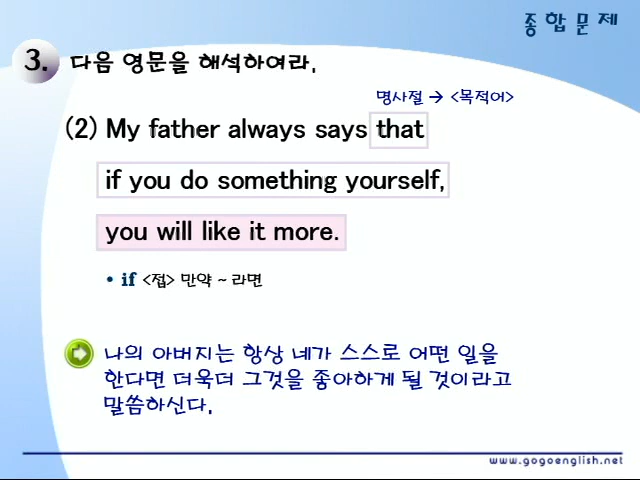 종합문제
3. 다음 영문을 해석하여라.
명사절 → <목적어>
(2) My father always says that
if you do something yourself,
you will like it more.
• if <접> 만약 ~ 라면
나의 아버지는 항상 네가 스스로 어떤 일을
한다면 더욱더 그것을 좋아하게 될 것이라고
말씀하신다.
www.gogoenglish.net